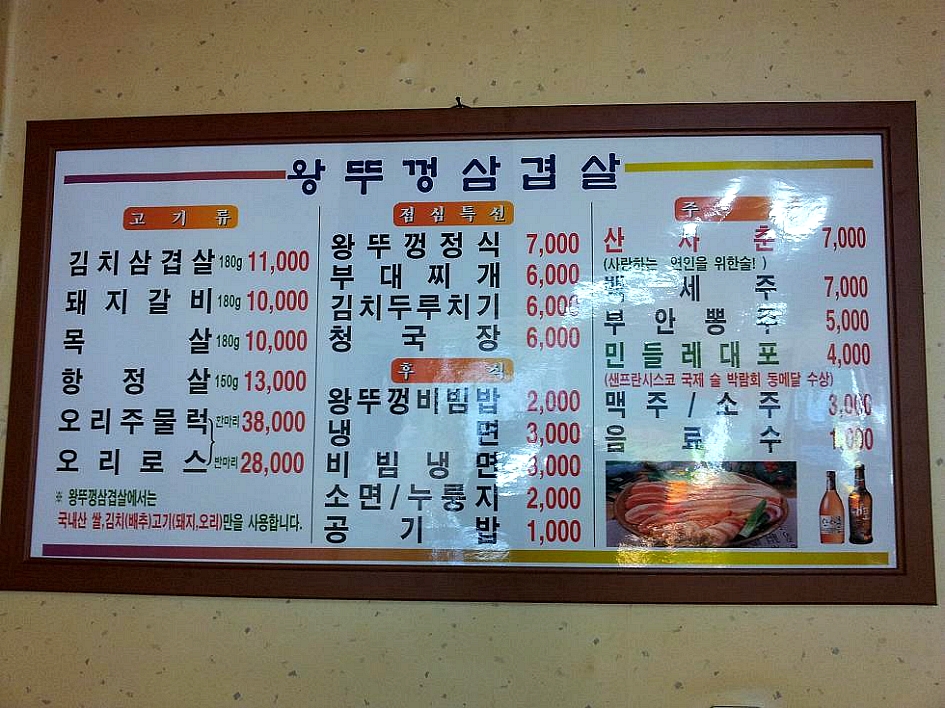 왕뚜껑삼겹살
고기류
김치삼겹살 180g 11,000
돼지갈비 180g 10,000
목살 180g 10,000
항정살 150g 13,000
오리주물럭 한마리 38,000
오리로스 반마리 28,000
※ 왕뚜껑삼겹살에서는
국내산 쌀,김치(배추)고기(돼지,오리)만을 사용합니다.
점심특선
왕뚜껑정식 7,000
부대찌개 6,000
김치두루치기 6,000
청국장 6,000
후식
왕뚜껑비빔밥 2,000
냉면 3,000
비빔냉면 3,000
소면/누룽지 2,000
공기밥 1,000
주
산사춘 7,000
(사랑하는 연인을 위한술! )
백세주 7,000
부안뽕주 5,000
민들레대포 4,000
(샌프란시스코 국제 술 박람회 동메달 수상)
맥주/소주 3,000
음료수 1,000